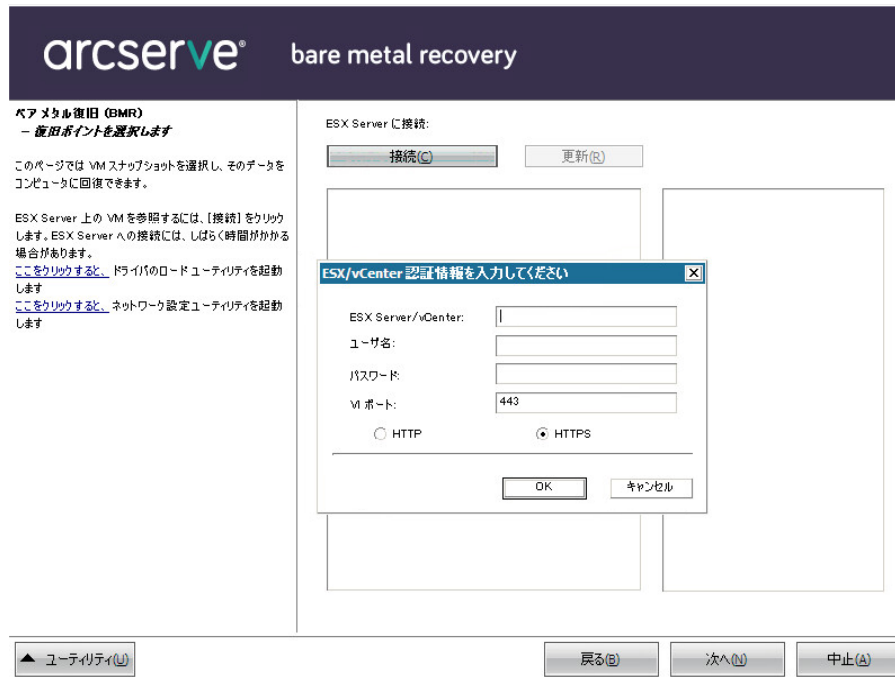 arcserve® bare metal recovery
ベア メタル復旧 (BMR)
- 復旧ポイントを選択します
このページでは VM スナップショットを選択し、そのデータを
コンピュータに回復できます。
ESX Server 上の VM を参照するには、[接続] をクリック
します。ESX Server への接続には、しばらく時間がかかる
場合があります。
ここをクリックすると、ドライバのロード ユーティリティを起動
します
ここをクリックすると、ネットワーク設定ユーティリティを起動
します
ESX Server に接続:
接続(C)
更新(R)
ESX/vCenter 認証情報を入力してください
ESX Server/vCenter:
ユーザ名:
パスワード:
VI ポート: 443
HTTP
HTTPS
OK
キャンセル
ユーティリティ(U)
戻る(B)
次へ(N)
中止(A)